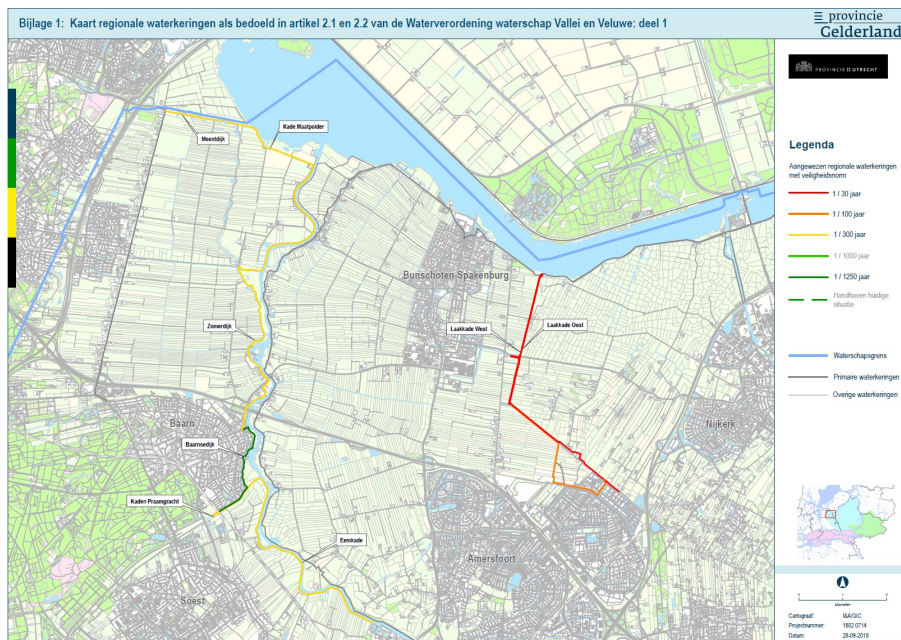 Bijlage 1: Kaart regionale waterkeringen als bedoeld in artikel 2.1 en 2.2 van de Waterverordening waterschap Vallei en Veluwe: deel 1
provincie
Gelderland
PROVINCIE UTRECHT
Meentdijk
Kade Maatpolder
Bunschoten-Spakenburg
Zomerdijk
Laakkade West
Laakkade Oost
Baarn
Nijkerk
Baarnsedijk
Kaden Praamgracht
Eemkade
Amersfoort
Soest
Legenda
Aangewezen regionale waterkeringen
met veiligheidsnorm
1 / 30 jaar
1 / 100 jaar
1 / 300 jaar
1 / 1000 jaar
1 / 1250 jaar
Handhaven huidige
situatie
Waterschapsgrens
Primaire waterkeringen
Overige waterkeringen
0 1 2
kilometer
Cartograaf: I&A/GIC
Projectnummer: 1802 0714
Datum: 28-09-2018